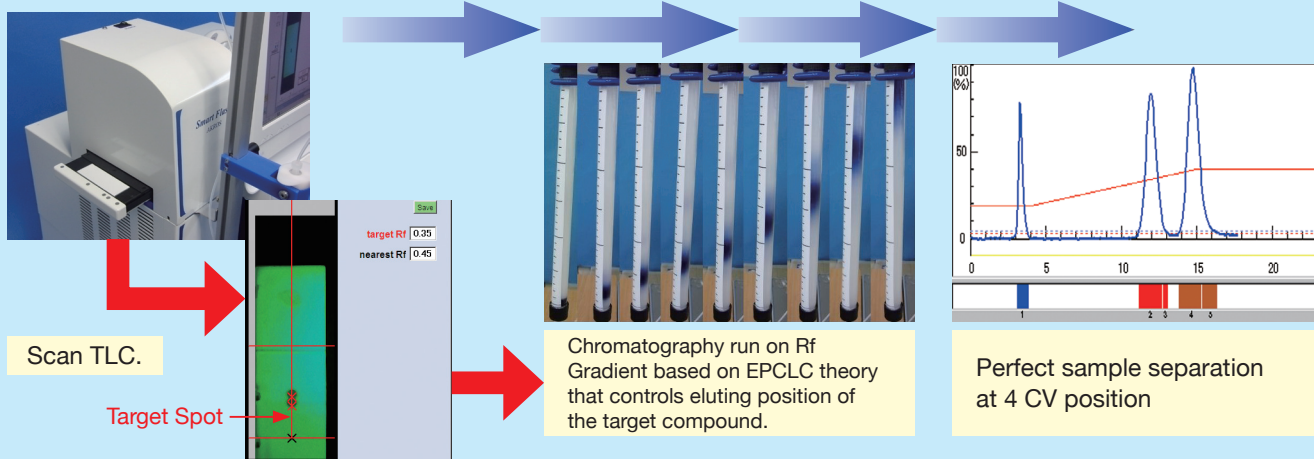 Smart Flash
Save
target Rf 0.35
nearest Rf 0.45
Scan TLC.
Target Spot
Chromatography run on Rf
Gradient based on EPCLC theory
that controls eluting position of
the target compound.
100
(%)
50
0
0 5 10 15 20
1 2 3 4 5
Perfect sample separation
at 4 CV position